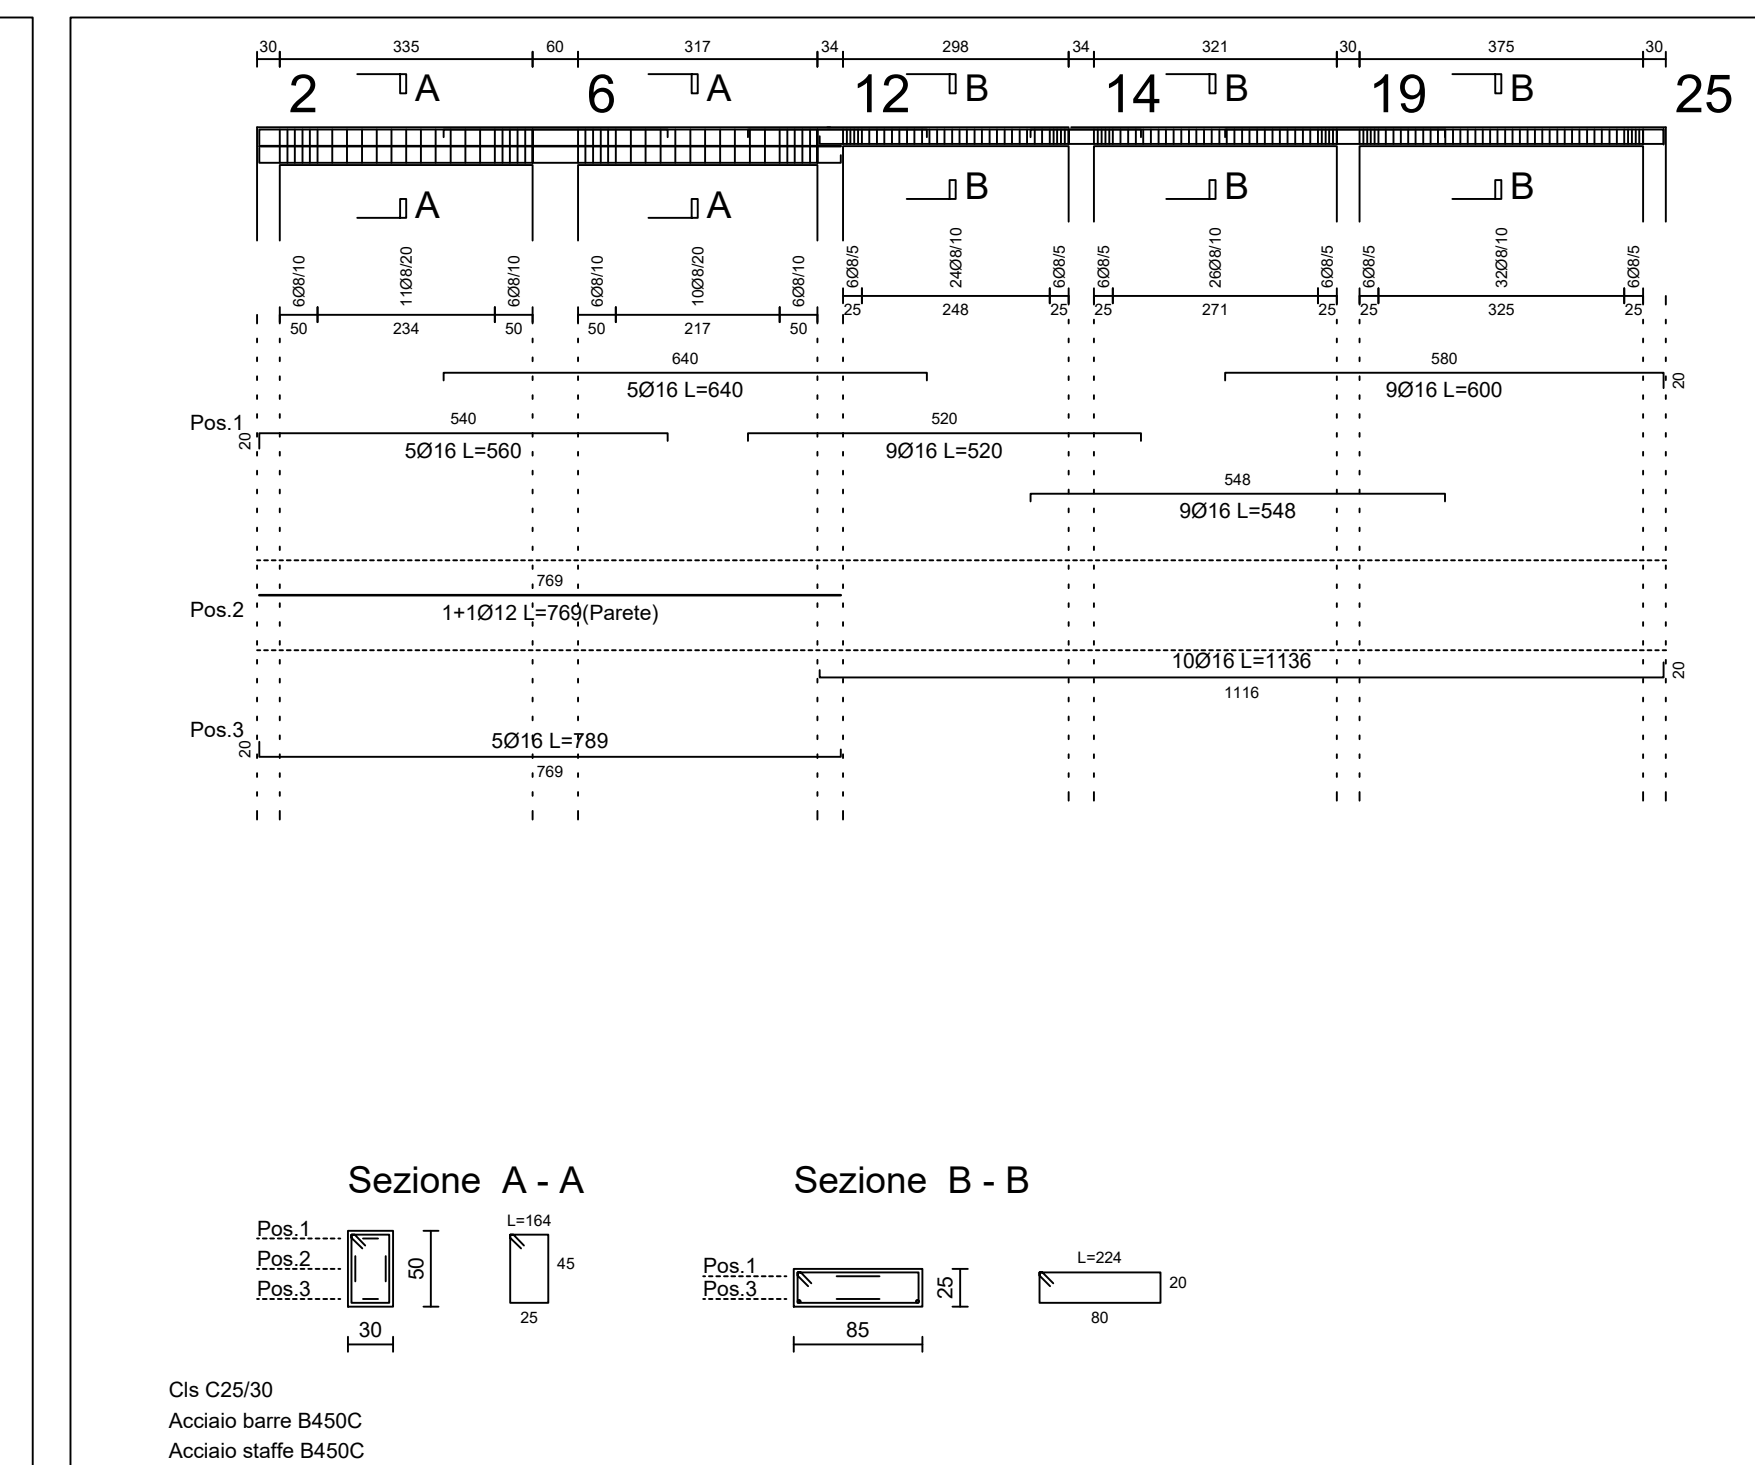 30 335 60 317 34 298 34 321 30 375 30
2 A 6 A 12 B 14 B 19 B 25
A A B B B
6Ø8/10 11Ø8/20 6Ø8/10 6Ø8/10 10Ø8/20 6Ø8/10 6Ø8/5 24Ø8/10 6Ø8/5 6Ø8/5 26Ø8/10 6Ø8/5 6Ø8/5 32Ø8/10 6Ø8/5
25 248 25 25 271 25 25 325 25
50 234 50 50 217 50
640 580
5Ø16 L=640 9Ø16 L=600 20
Pos.1 20 540 520
5Ø16 L=560 9Ø16 L=520
548
9Ø16 L=548
769
Pos.2 1+1Ø12 L=769(Parete)
10Ø16 L=1136 20
1116
Pos.3 20 5Ø16 L=789
769
Sezione A - A Sezione B - B
Pos.1
Pos.2
Pos.3
50
30
L=164
45
25
Pos.1
Pos.3
25
85
L=224
20
80
Cls C25/30
Acciaio barre B450C
Acciaio staffe B450C